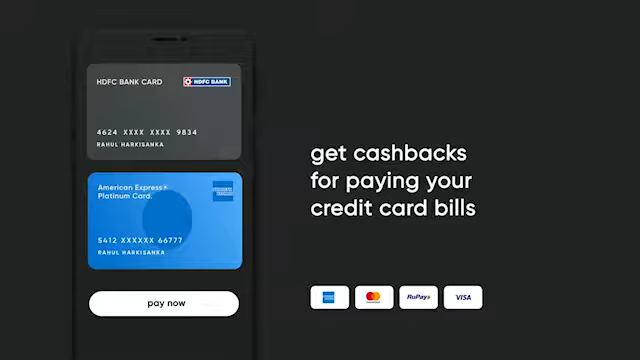 HDFC BANK CARD
HDFC BANK
4624 XXXX XXXX 9834
RAHUL HARKISANKA
American Express®
Platinum Card.
5412 XXXXXX 66777
RAHUL HARKISANKA
pay now
get cashbacks
for paying your
credit card bills
RuPay
VISA